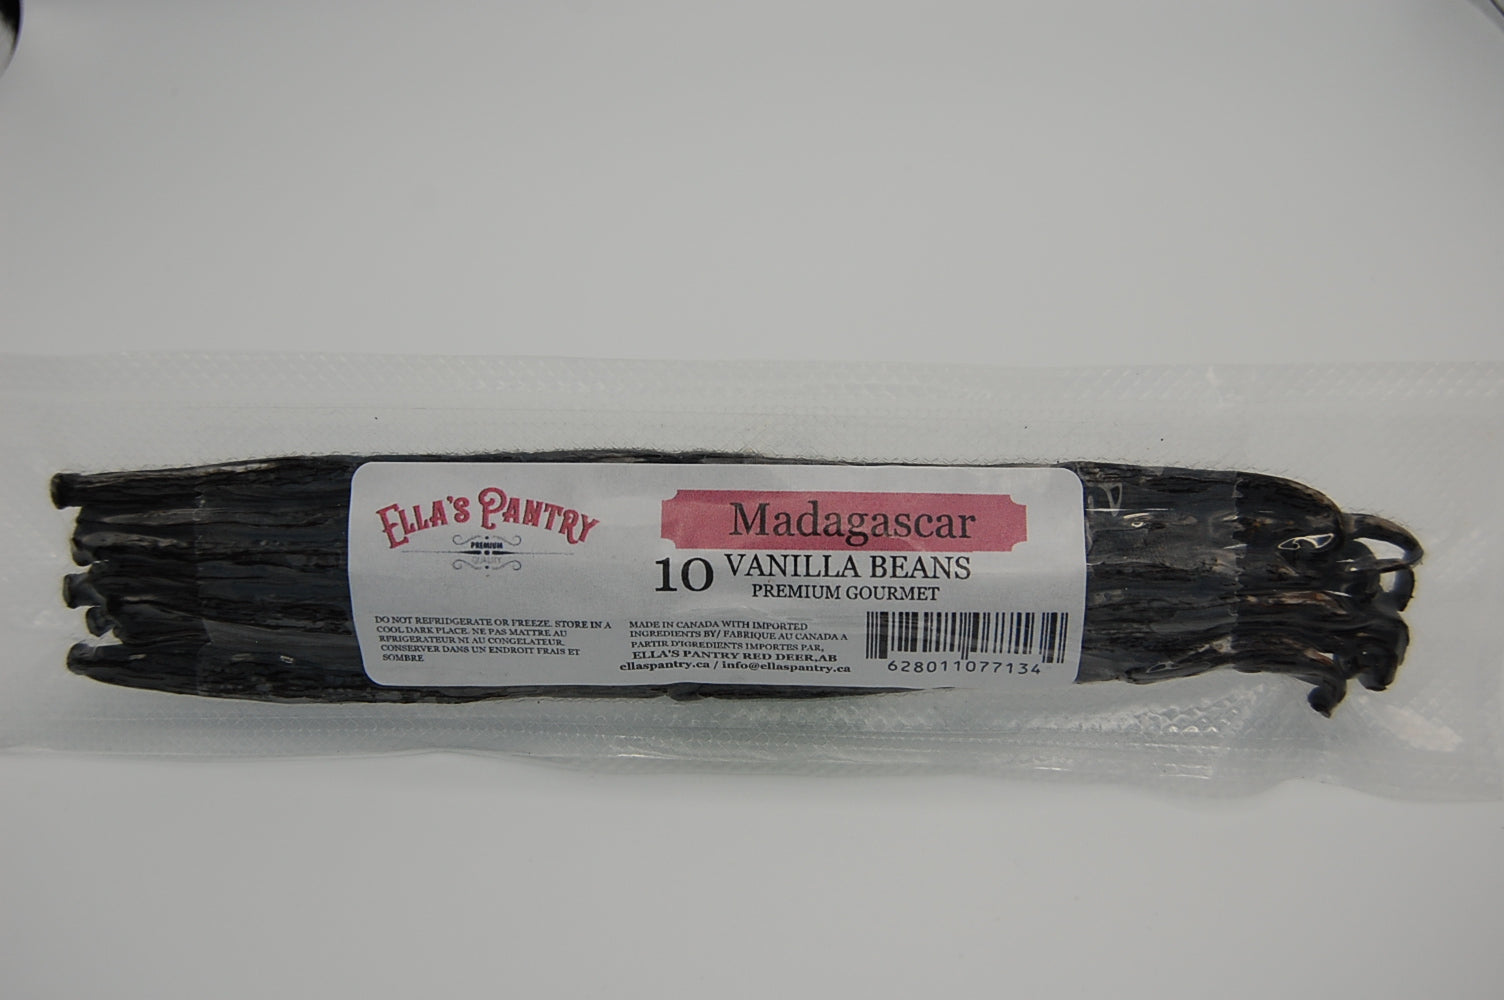 ELLA'S PANTRY
PREMIUM
QUALITY
Madagascar
10 VANILLA BEANS
PREMIUM GOURMET
DO NOT REFRIDGERATE OR FREEZE. STORE IN A
COOL DARK PLACE. NE PAS MATTRE AU
RFRIGERATEUR NI AU CONGELATEUR.
CONSERVER DANS UN ENDROIT FRAIS ET
SOMBRE
MADE IN CANADA WITH IMPORTED
INGREDIENTS BY/ FABRIQUE AU CANADA A
PARTIR D'IGREDIENTS IMPORTES PAR,
ELLA'S PANTRY RED DEER,AB
ellaspantry.ca / info@ellaspantry.ca
628011077134